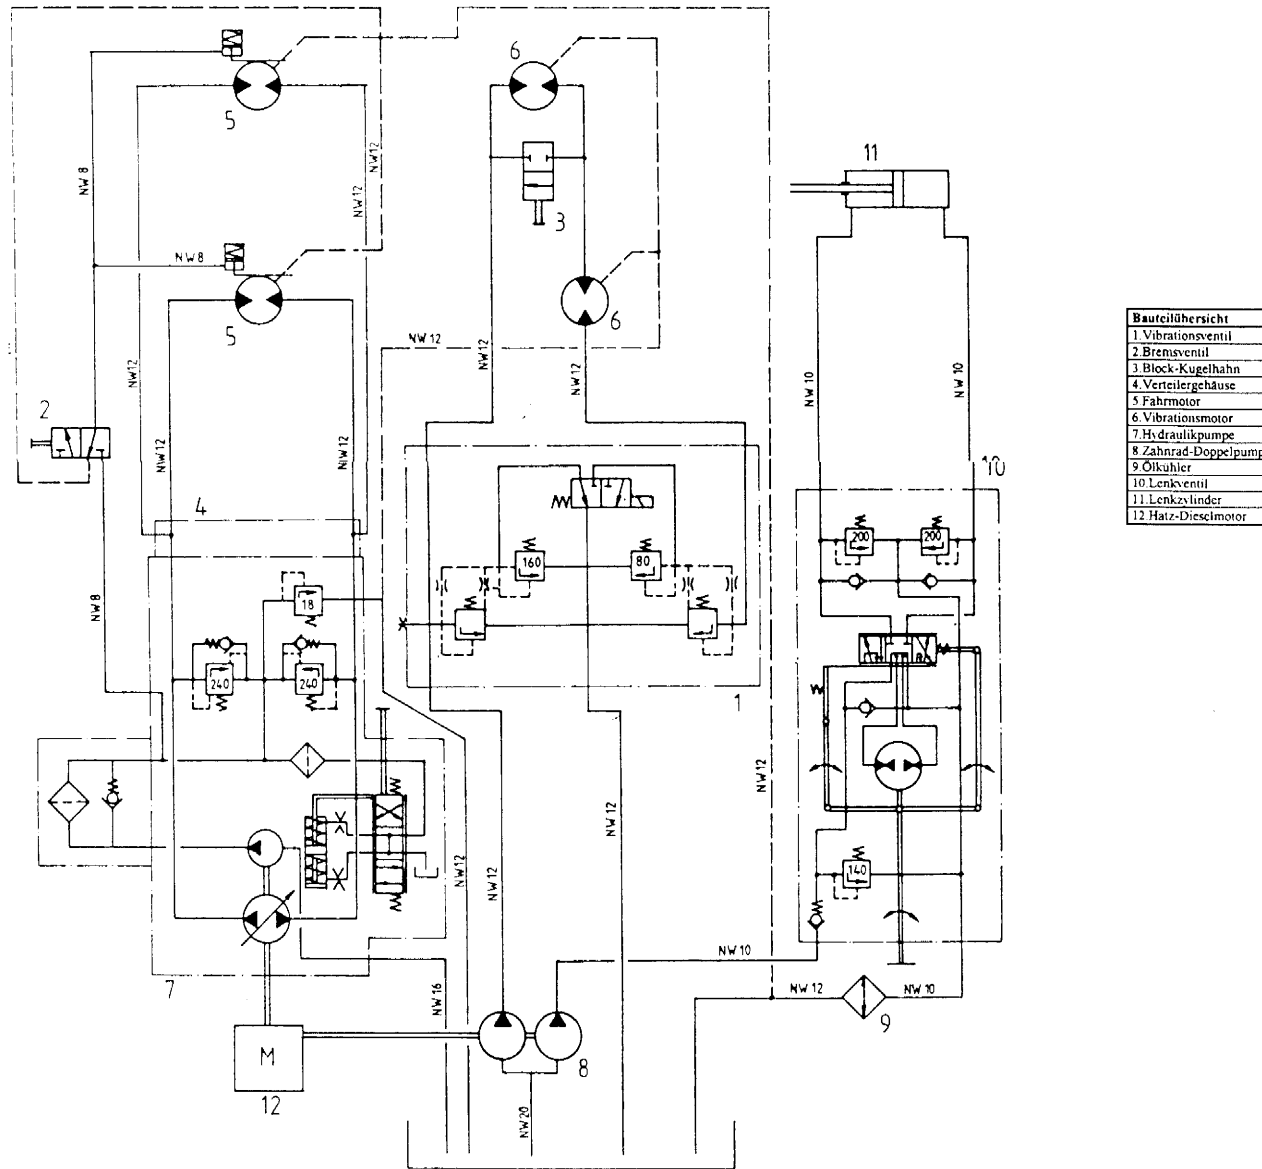 5
6
NW 12
NW 8
NW 12
11
3
NW 8
5
6
NW 12
NW 12
NW 12
NW 12
NW 10
NW 10
2
NW 12
NW 12
4
10
200
200
160
80
18
NW 8
240
240
1
NW 12
NW 12
NW 12
NW 12
140
7
NW 10
NW16
NW 12
NW 10
9
M
12
8
NW20
Bauteilübersicht
1.Vibrationsventil
2.Bremsventil
3.Block-Kugelhahn
4.Verteilergehäuse
5.Fahrmotor
6.Vibrationsmotor
7.Hydraulikpumpe
8.Zahnrad-Doppelpump
9.Ölkühler
10.Lenkventil
11.Lenkzylinder
12.Hatz-Dieselmotor